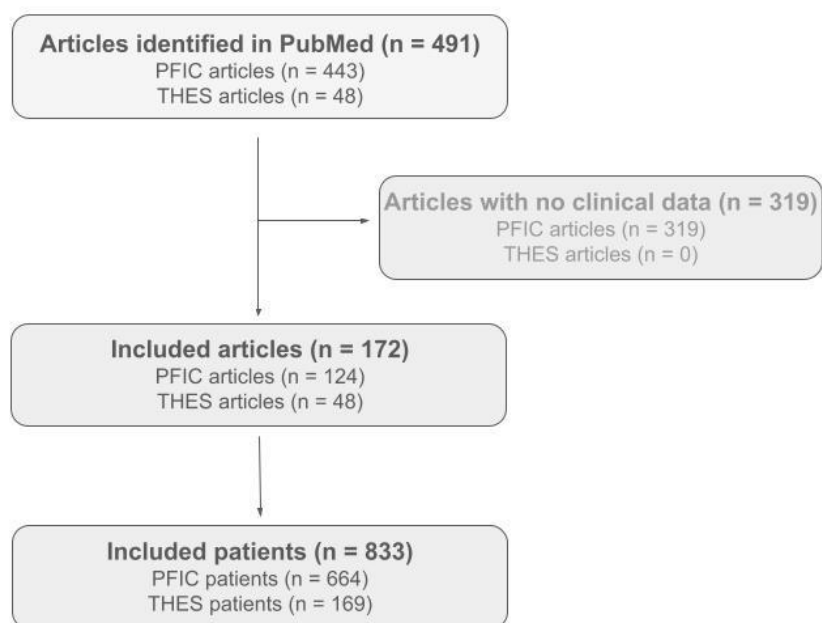 Articles identified in PubMed (n = 491)
PFIC articles (n = 443)
THES articles (n = 48)
Articles with no clinical data (n = 319)
PFIC articles (n = 319)
THES articles (n = 0)
Included articles (n = 172)
PFIC articles (n = 124)
THES articles (n = 48)
Included patients (n = 833)
PFIC patients (n = 664)
THES patients (n = 169)